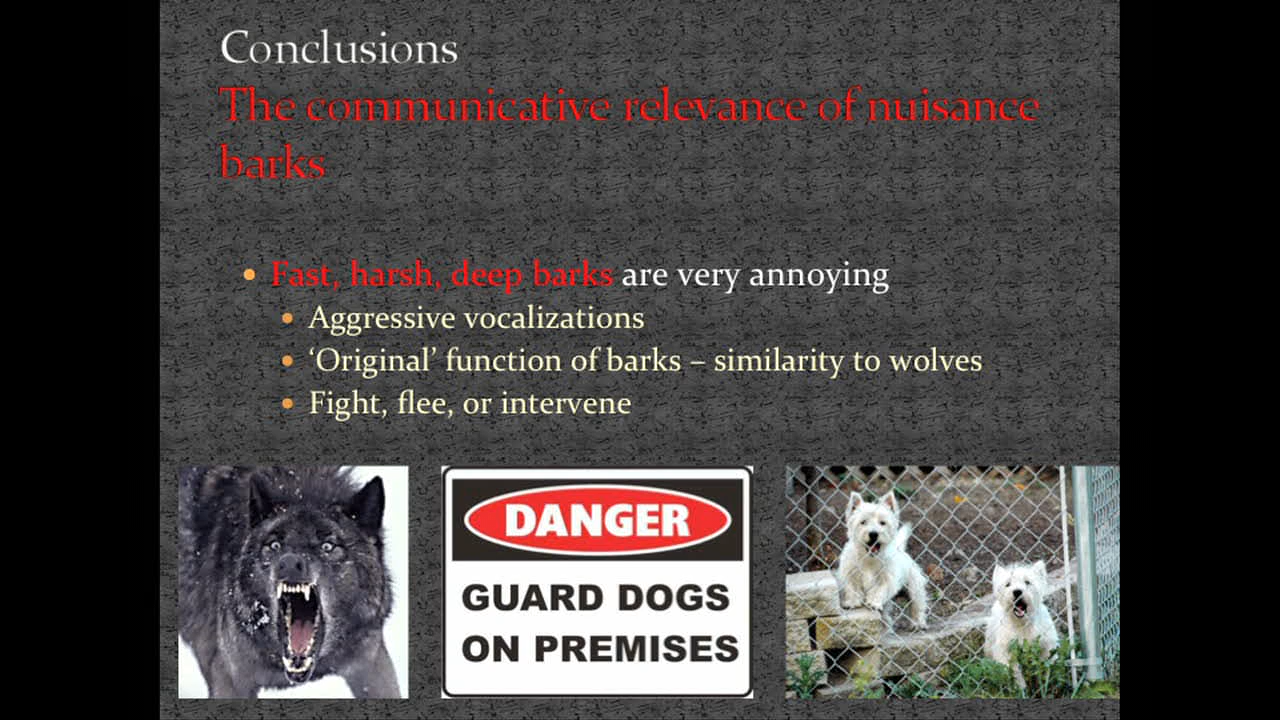 Conclusions
The communicative relevance of nuisance
barks
• Fast, harsh, deep barks are very annoying
• Aggressive vocalizations
• ‘Original’ function of barks – similarity to wolves
• Fight, flee, or intervene
DANGER
GUARD DOGS
ON PREMISES